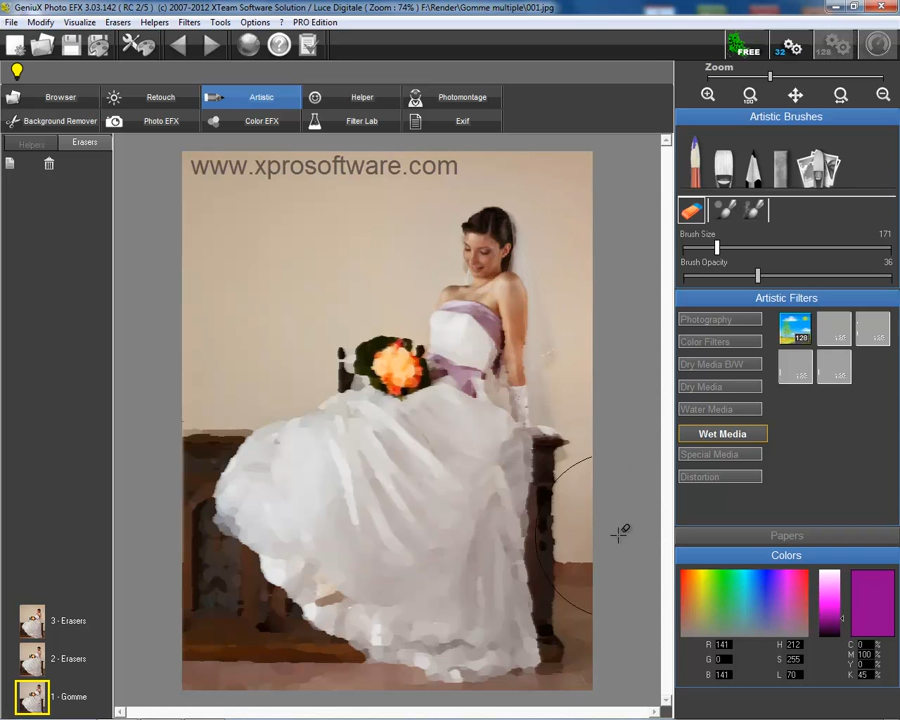 GeniuX Photo EFX 3.03.142 ( RC 2/5 ) (c) 2007-2012 XTeam Software Solution / Luce Digitale ( Zoom : 74% ) F:\Render\Gomme multiple\001.jpg
File Modify Visualize Erasers Helpers Filters Tools Options ? PRO Edition
FREE 32 128
Zoom
100
Browser Retouch Artistic Helper Photomontage
Background Remover Photo EFX Color EFX Filter Lab Exif
Helpers Erasers
www.xprosoftware.com
Artistic Brushes
Brush Size 171
Brush Opacity 36
Artistic Filters
Photography
Color Filters
Dry Media B/W
Dry Media
Water Media
Wet Media
Special Media
Distortion
128
Papers
Colors
R 141 H 212 C 0 %
G 0 S 255 M 100 %
Y 0 %
B 141 L 70 K 45 %
3 - Erasers
2 - Erasers
1 - Gomme